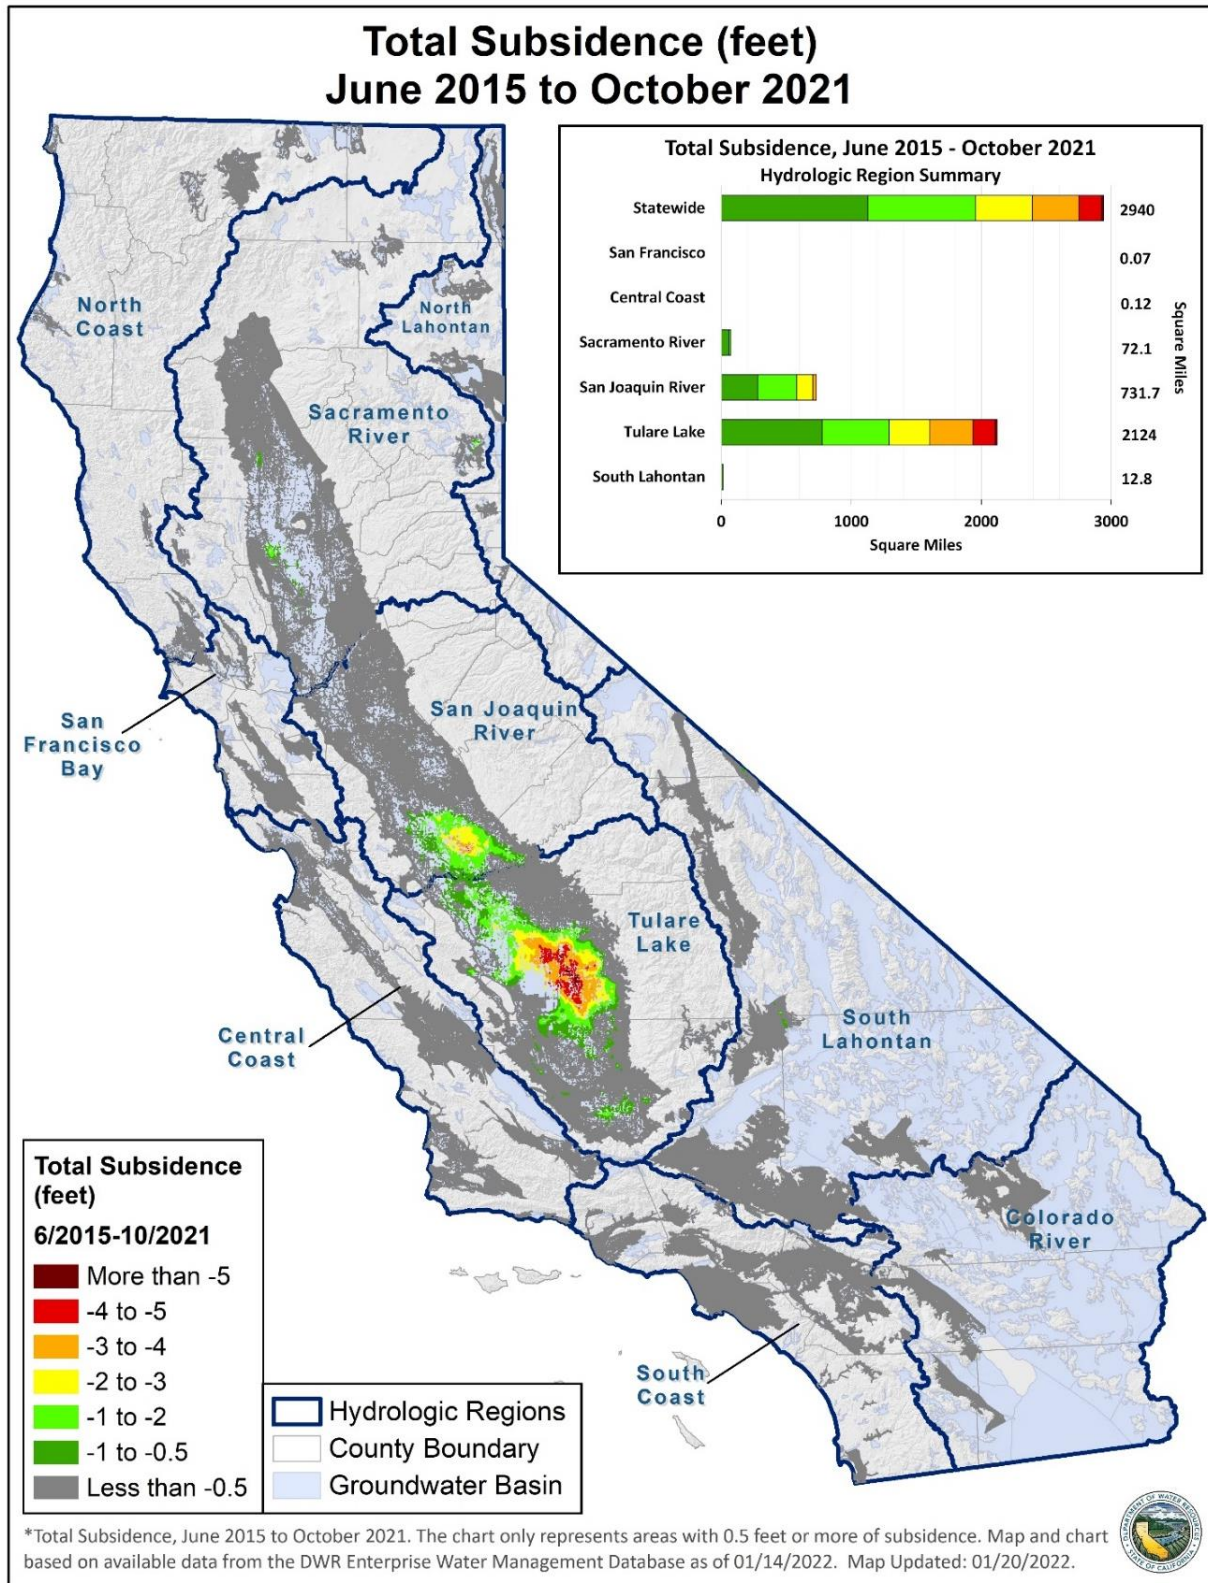 Total Subsidence (feet)
June 2015 to October 2021
Total Subsidence, June 2015 - October 2021
Hydrologic Region Summary
Statewide
2940
San Francisco
0.07
Central Coast
0.12
Sacramento River
72.1
San Joaquin River
731.7
Tulare Lake
2124
South Lahontan
12.8
Square Miles
0
1000
2000
3000
Square Miles
North
Coast
North
Lahontan
Sacramento
River
San Joaquin
River
San
Francisco
Bay
Tulare
Lake
Central
Coast
South
Lahontan
Colorado
River
South
Coast
Total Subsidence
(feet)
6/2015-10/2021
More than -5
-4 to -5
-3 to -4
-2 to -3
-1 to -2
-1 to -0.5
Less than -0.5
Hydrologic Regions
County Boundary
Groundwater Basin
*Total Subsidence, June 2015 to October 2021. The chart only represents areas with 0.5 feet or more of subsidence. Map and chart
based on available data from the DWR Enterprise Water Management Database as of 01/14/2022. Map Updated: 01/20/2022.
DEPARTMENT OF WATER RESOURCES
STATE OF CALIFORNIA